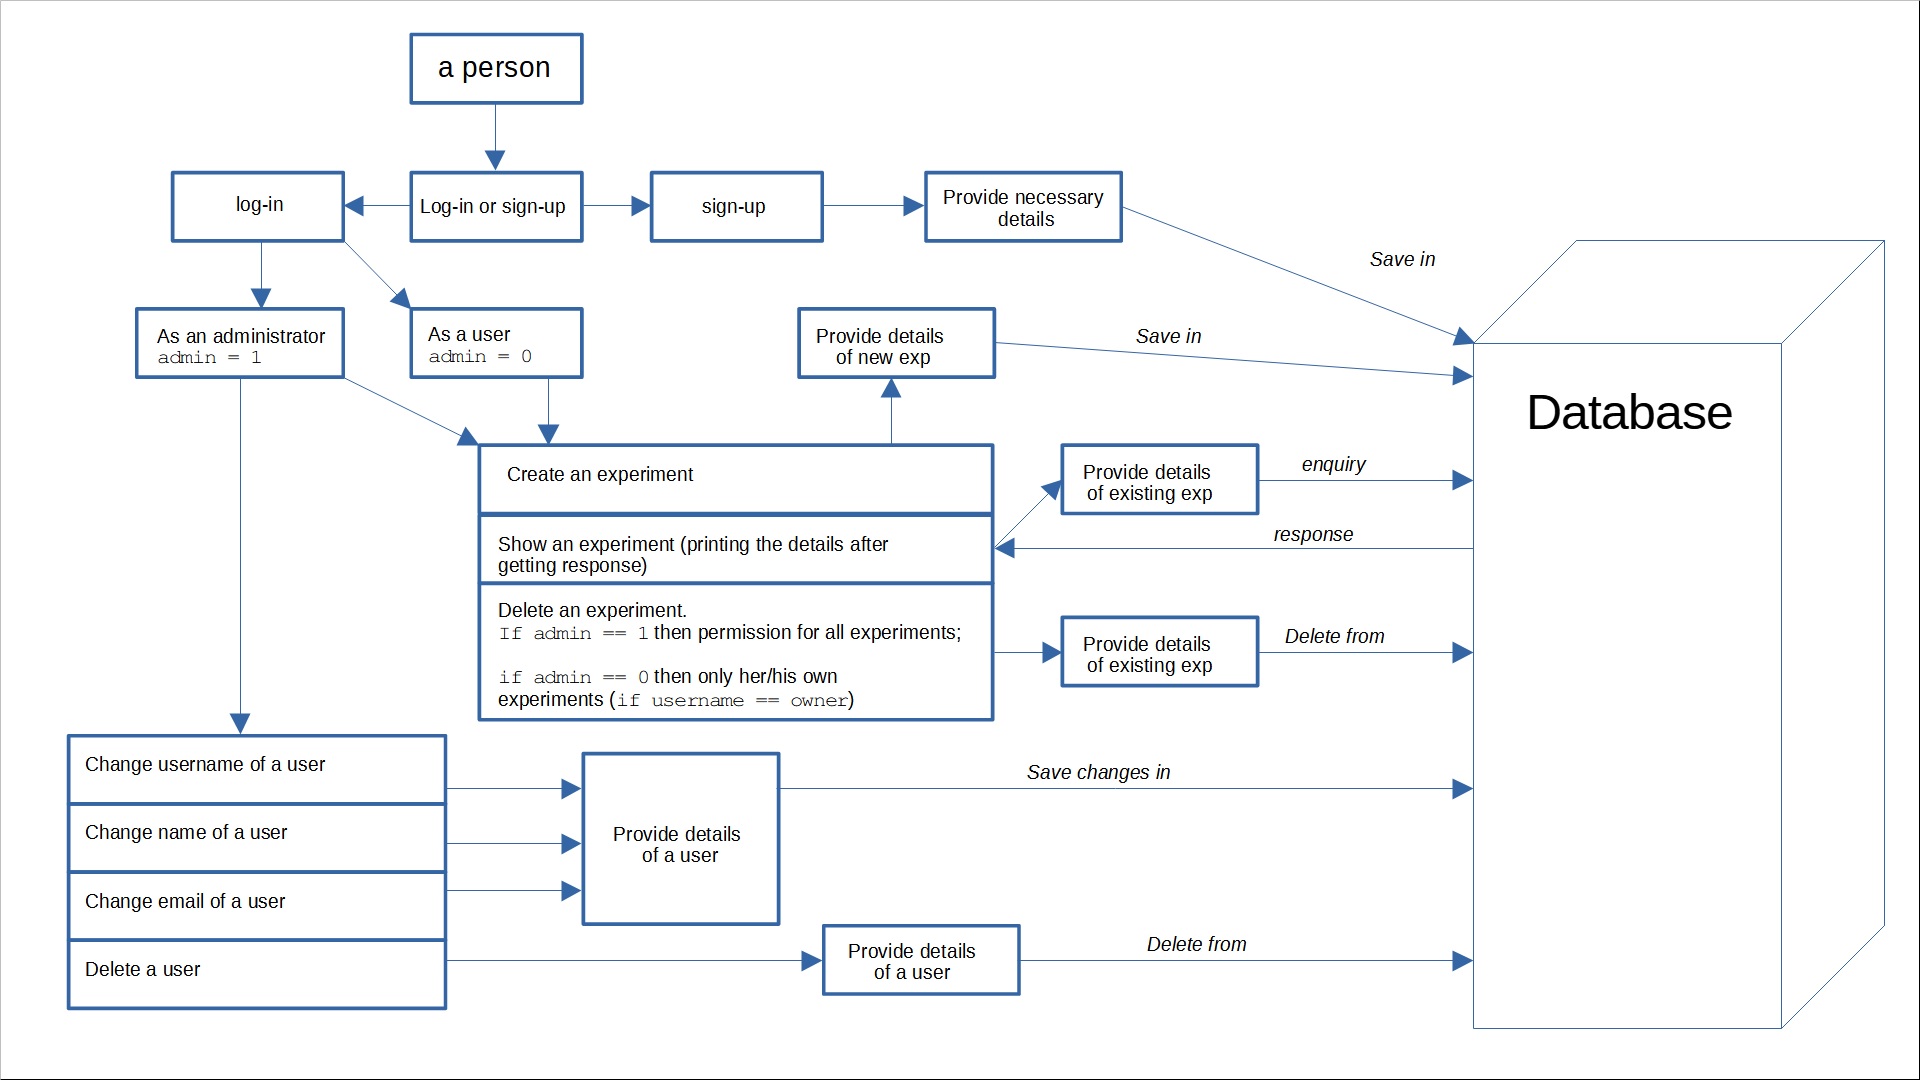 a person
log-in
Log-in or sign-up
sign-up
Provide necessary
details
Save in
As an administrator
admin = 1
As a user
admin = 0
Provide details
of new exp
Save in
Database
Create an experiment
Provide details
of existing exp
enquiry
Show an experiment (printing the details after
getting response)
response
Delete an experiment.
If admin == 1 then permission for all experiments;
if admin == 0 then only her/his own
experiments (if username == owner)
Provide details
of existing exp
Delete from
Change username of a user
Change name of a user
Change email of a user
Delete a user
Provide details
of a user
Save changes in
Provide details
of a user
Delete from